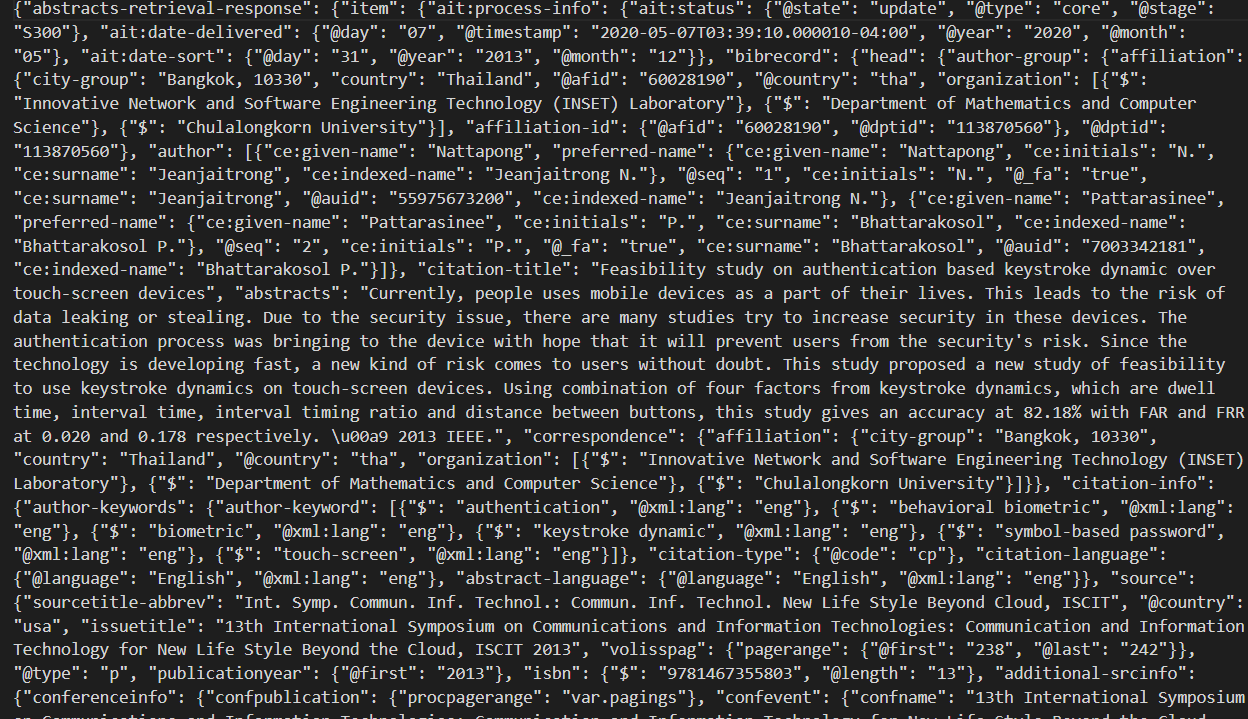 {"abstracts-retrieval-response": {"item": {"ait:process-info": {"ait:status": {"@state": "update", "@type": "core", "@stage":
"S300"}, "ait:date-delivered": {"@day": "07", "@timestamp": "2020-05-07T03:39:10.000010-04:00", "@year": "2020", "@month":
"05"}, "ait:date-sort": {"@day": "31", "@year": "2013", "@month": "12"}}, "bibrecord": {"head": {"author-group": {"affiliation":
{"city-group": "Bangkok, 10330", "country": "Thailand", "@afid": "60028190", "@country": "tha", "organization": [{"$":
"Innovative Network and Software Engineering Technology (INSET) Laboratory"}, {"$": "Department of Mathematics and Computer
Science"}, {"$": "Chulalongkorn University"}], "affiliation-id": {"@afid": "60028190", "@dptid": "113870560"}, "@dptid":
"113870560"}, "author": [{"ce:given-name": "Nattapong", "preferred-name": {"ce:given-name": "Nattapong", "ce:initials": "N.",
"ce:surname": "Jeanjaitrong", "ce:indexed-name": "Jeanjaitrong N."}, "@seq": "1", "ce:initials": "N.", "@_fa": "true",
"ce:surname": "Jeanjaitrong", "@auid": "55975673200", "ce:indexed-name": "Jeanjaitrong N."}, {"ce:given-name": "Pattarasinee",
"preferred-name": {"ce:given-name": "Pattarasinee", "ce:initials": "P.", "ce:surname": "Bhattarakosol", "ce:indexed-name":
"Bhattarakosol P."}, "@seq": "2", "ce:initials": "P.", "@_fa": "true", "ce:surname": "Bhattarakosol", "@auid": "7003342181",
"ce:indexed-name": "Bhattarakosol P."}]}, "citation-title": "Feasibility study on authentication based keystroke dynamic over
touch-screen devices", "abstracts": "Currently, people uses mobile devices as a part of their lives. This leads to the risk of
data leaking or stealing. Due to the security issue, there are many studies try to increase security in these devices. The
authentication process was bringing to the device with hope that it will prevent users from the security's risk. Since the
technology is developing fast, a new kind of risk comes to users without doubt. This study proposed a new study of feasibility
to use keystroke dynamics on touch-screen devices. Using combination of four factors from keystroke dynamics, which are dwell
time, interval time, interval timing ratio and distance between buttons, this study gives an accuracy at 82.18% with FAR and FRR
at 0.020 and 0.178 respectively. \u00a9 2013 IEEE.", "correspondence": {"affiliation": {"city-group": "Bangkok, 10330",
"country": "Thailand", "@country": "tha", "organization": [{"$": "Innovative Network and Software Engineering Technology (INSET)
Laboratory"}, {"$": "Department of Mathematics and Computer Science"}, {"$": "Chulalongkorn University"}]}}, "citation-info":
{"author-keywords": {"author-keyword": [{"$": "authentication", "@xml:lang": "eng"}, {"$": "behavioral biometric", "@xml:lang":
"eng"}, {"$": "biometric", "@xml:lang": "eng"}, {"$": "keystroke dynamic", "@xml:lang": "eng"}, {"$": "symbol-based password",
"@xml:lang": "eng"}, {"$": "touch-screen", "@xml:lang": "eng"}]}, "citation-type": {"@code": "cp"}, "citation-language":
{"@language": "English", "@xml:lang": "eng"}, "abstract-language": {"@language": "English", "@xml:lang": "eng"}}, "source":
{"sourcetitle-abbrev": "Int. Symp. Commun. Inf. Technol.: Commun. Inf. Technol. New Life Style Beyond Cloud, ISCIT", "@country":
"usa", "issuetitle": "13th International Symposium on Communications and Information Technologies: Communication and Information
Technology for New Life Style Beyond the Cloud, ISCIT 2013", "volisspag": {"pagerange": {"@first": "238", "@last": "242"}},
"@type": "p", "publicationyear": {"@first": "2013"}, "isbn": {"$": "9781467355803", "@length": "13"}, "additional-srcinfo":
{"conferenceinfo": {"confpublication": {"procpagerange": "var.pagings"}, "confevent": {"confname": "13th International Symposium
on Communications and Information Technologies: Communication and Information Technology for New Life Style Beyond the Cloud